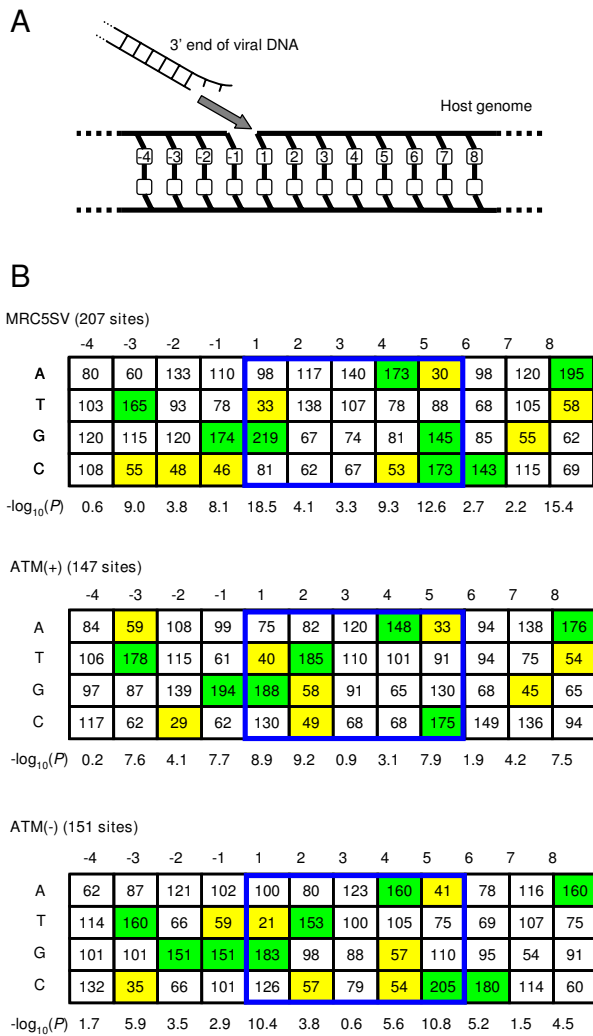 A
3' end of viral DNA
Host genome
-4 -3 -2 -1 1 2 3 4 5 6 7 8
B
MRC5SV (207 sites)
-4 -3 -2 -1 1 2 3 4 5 6 7 8
A 80 60 133 110 98 117 140 173 30 98 120 195
T 103 165 93 78 33 138 107 78 88 68 105 58
G 120 115 120 174 219 67 74 81 145 85 55 62
C 108 55 48 46 81 62 67 53 173 143 115 69
-log10(P) 0.6 9.0 3.8 8.1 18.5 4.1 3.3 9.3 12.6 2.7 2.2 15.4
ATM(+) (147 sites)
-4 -3 -2 -1 1 2 3 4 5 6 7 8
A 84 59 108 99 75 82 120 148 33 94 138 176
T 106 178 115 61 40 185 110 101 91 94 75 54
G 97 87 139 194 188 58 91 65 130 68 45 65
C 117 62 29 62 130 49 68 68 175 149 136 94
-log10(P) 0.2 7.6 4.1 7.7 8.9 9.2 0.9 3.1 7.9 1.9 4.2 7.5
ATM(-) (151 sites)
-4 -3 -2 -1 1 2 3 4 5 6 7 8
A 62 87 121 102 100 80 123 160 41 78 116 160
T 114 160 66 59 21 153 100 105 75 69 107 75
G 101 101 151 151 183 98 88 57 110 95 54 91
C 132 35 66 101 126 57 79 54 205 180 114 60
-log10(P) 1.7 5.9 3.5 2.9 10.4 3.8 0.6 5.6 10.8 5.2 1.5 4.5